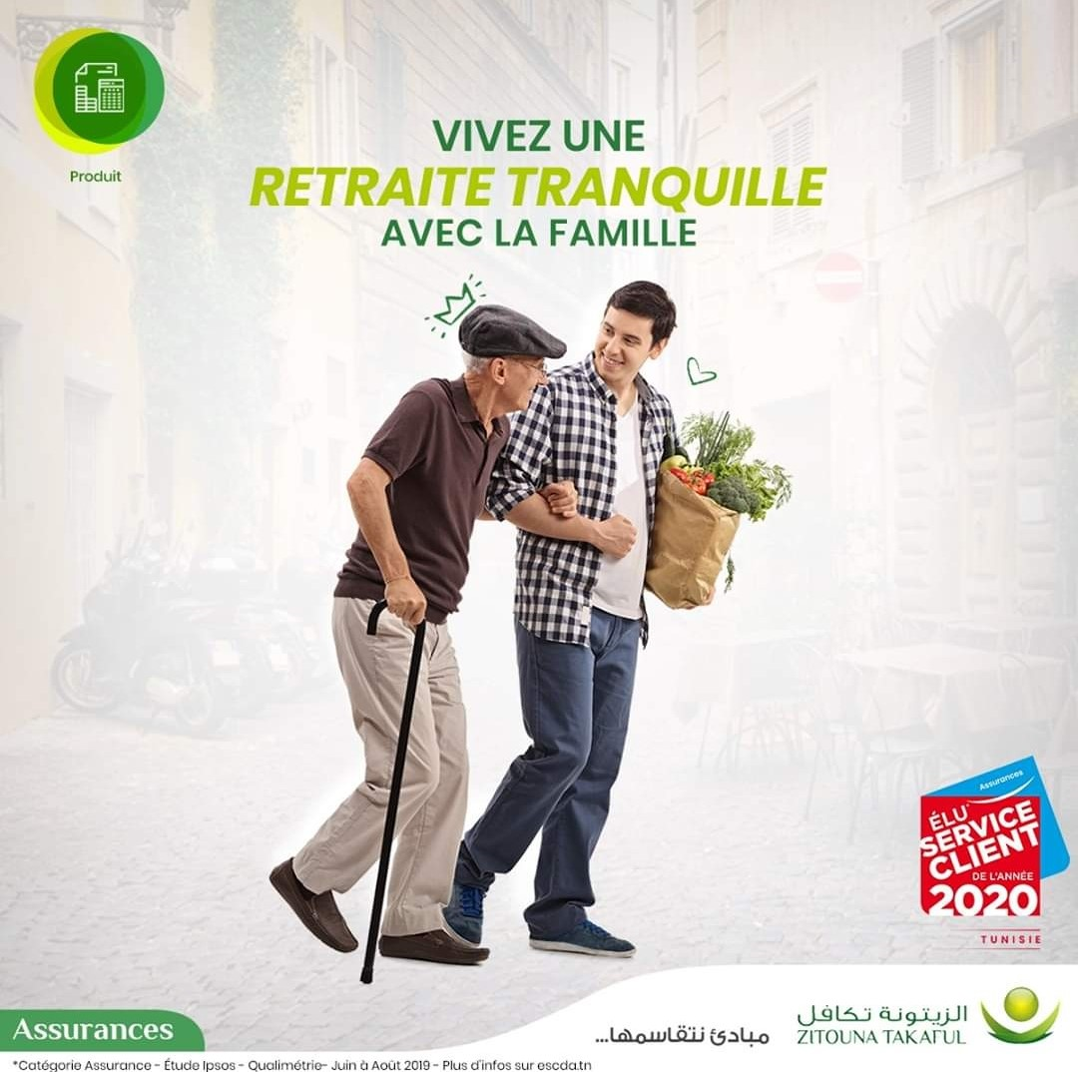 Produit
VIVEZ UNE
RETRAITE TRANQUILLE
AVEC LA FAMILLE
Assurances
ÉLU*
SERVICE
CLIENT
DE L'ANNÉE
2020
TUNISIE
Assurances
مبادئ نتقاسمها...
الزيتونة تكافل
ZITOUNA TAKAFUL
*Catégorie Assurance - Étude Ipsos - Qualimétrie- Juin à Août 2019 - Plus d'infos sur escda.tn